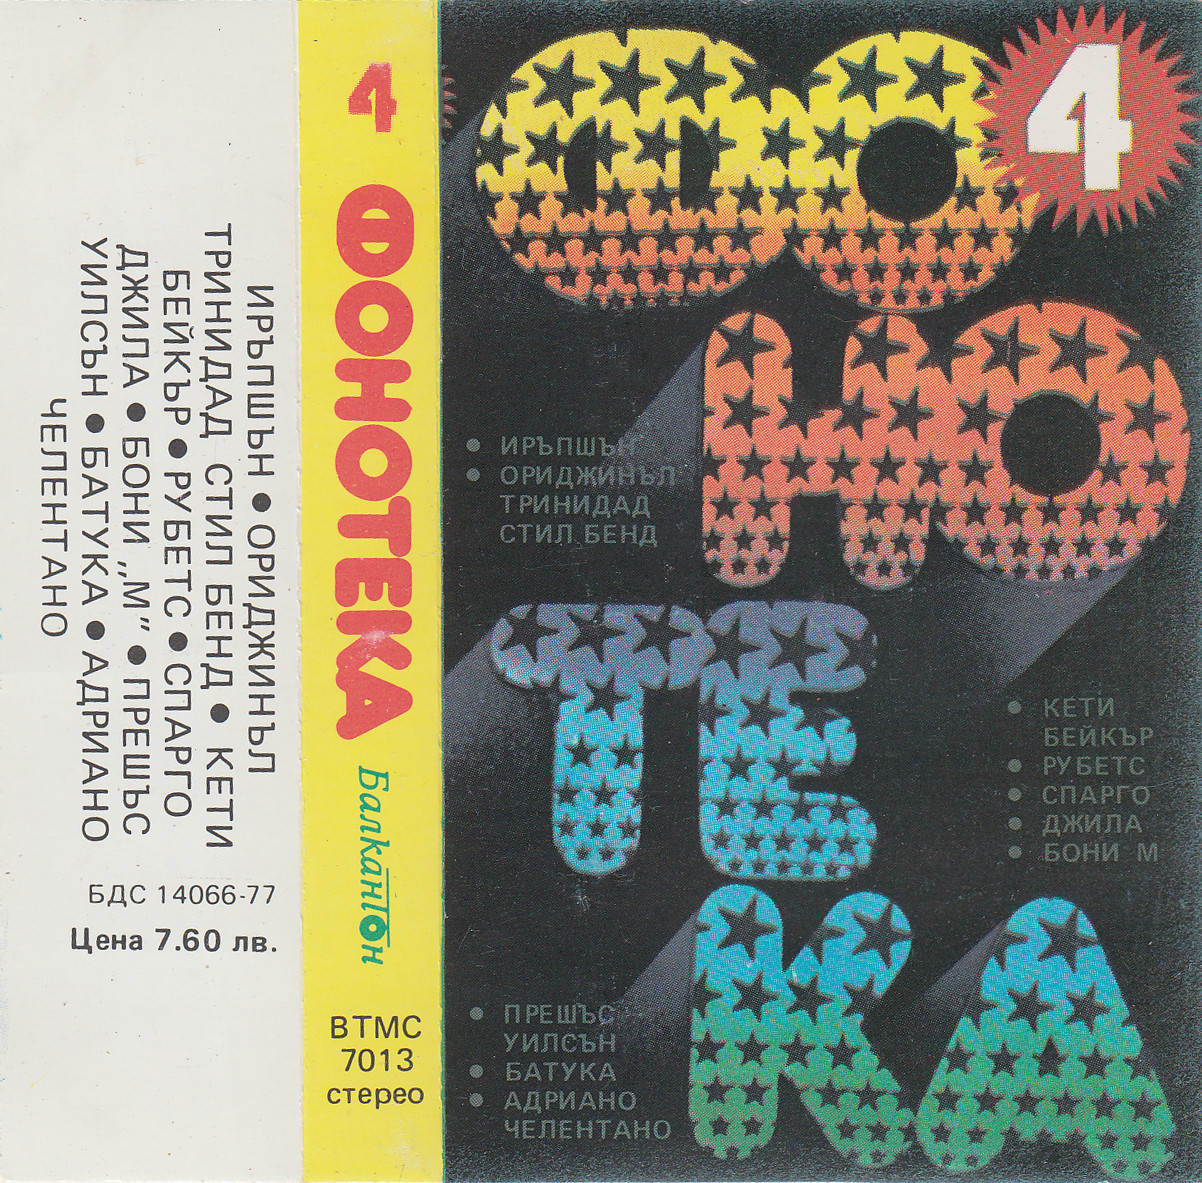 ИРЪПШЪН ● ОРИДЖИНЪЛ
ТРИНИДАД СТИЛ БЕНД ● КЕТИ
БЕЙКЪР ● РУБЕТС ● СПАРГО
ДЖИЛА ● БОНИ „М” ● ПРЕШЪС
УИЛСЪН ● БАТУКА ● АДРИАНО
ЧЕЛЕНТАНО
БДС 14066-77
Цена 7.60 лв.
4 ФОНОТЕКА Балкантон
ВТМС
7013
стерео
4
ФО
НО
ТЕ
КА
● ИРЪПШЪН
● ОРИДЖИНЪЛ
ТРИНИДАД
СТИЛ БЕНД
● КЕТИ
БЕЙКЪР
● РУБЕТС
● СПАРГО
● ДЖИЛА
● БОНИ М
● ПРЕШЪС
УИЛСЪН
● БАТУКА
● АДРИАНО
ЧЕЛЕНТАНО